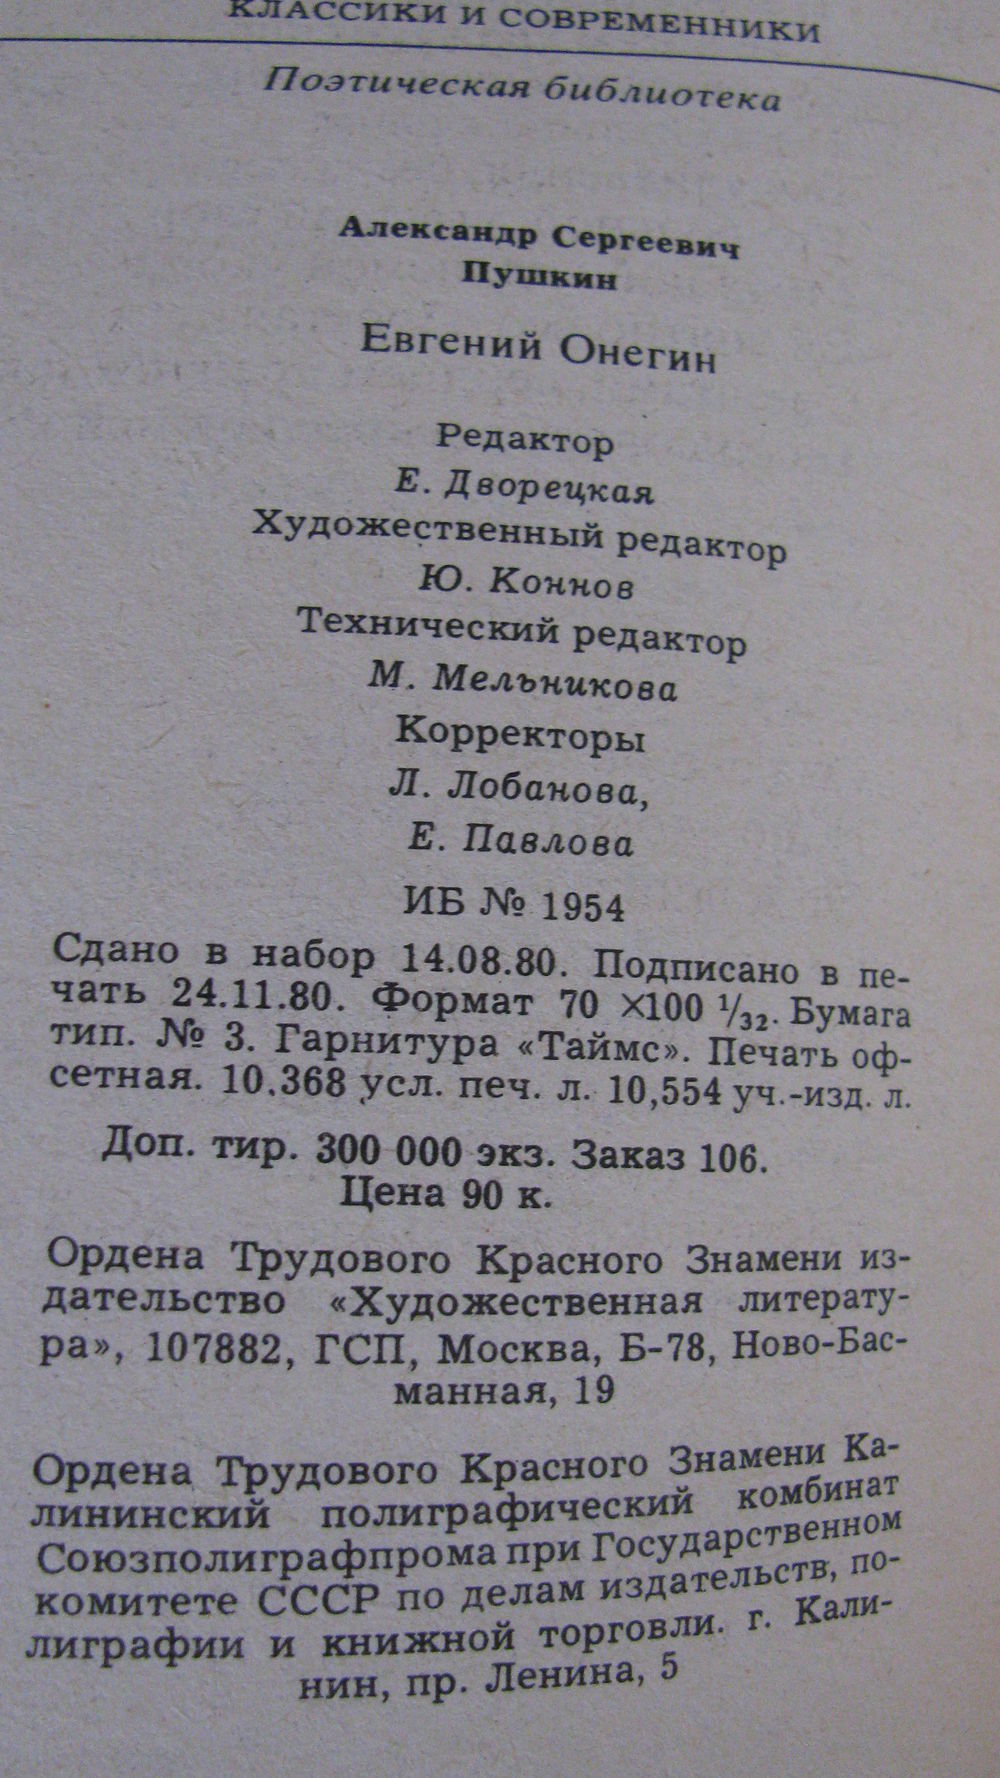 КЛАССИКИ И СОВРЕМЕННИКИ
Поэтическая библиотека
Александр Сергеевич
Пушкин
Евгений Онегин
Редактор
Е. Дворецкая
Художественный редактор
Ю. Коннов
Технический редактор
М. Мельникова
Корректоры
Л. Лобанова,
Е. Павлова
ИБ № 1954
Сдано в набор 14.08.80. Подписано в пе-
чать 24.11.80. Формат 70 ×100 1/32. Бумага
тип. № 3. Гарнитура «Таймс». Печать оф-
сетная. 10.368 усл. печ. л. 10,554 уч.-изд. л.
Доп. тир. 300 000 экз. Заказ 106.
Цена 90 к.
Ордена Трудового Красного Знамени из-
дательство «Художественная литерату-
ра», 107882, ГСП, Москва, Б-78, Ново-Бас-
манная, 19
Ордена Трудового Красного Знамени Ка-
лининский полиграфический комбинат
Союзполиграфпрома при Государственном
комитете СССР по делам издательств, по-
лиграфии и книжной торговли. г. Кали-
нин, пр. Ленина, 5